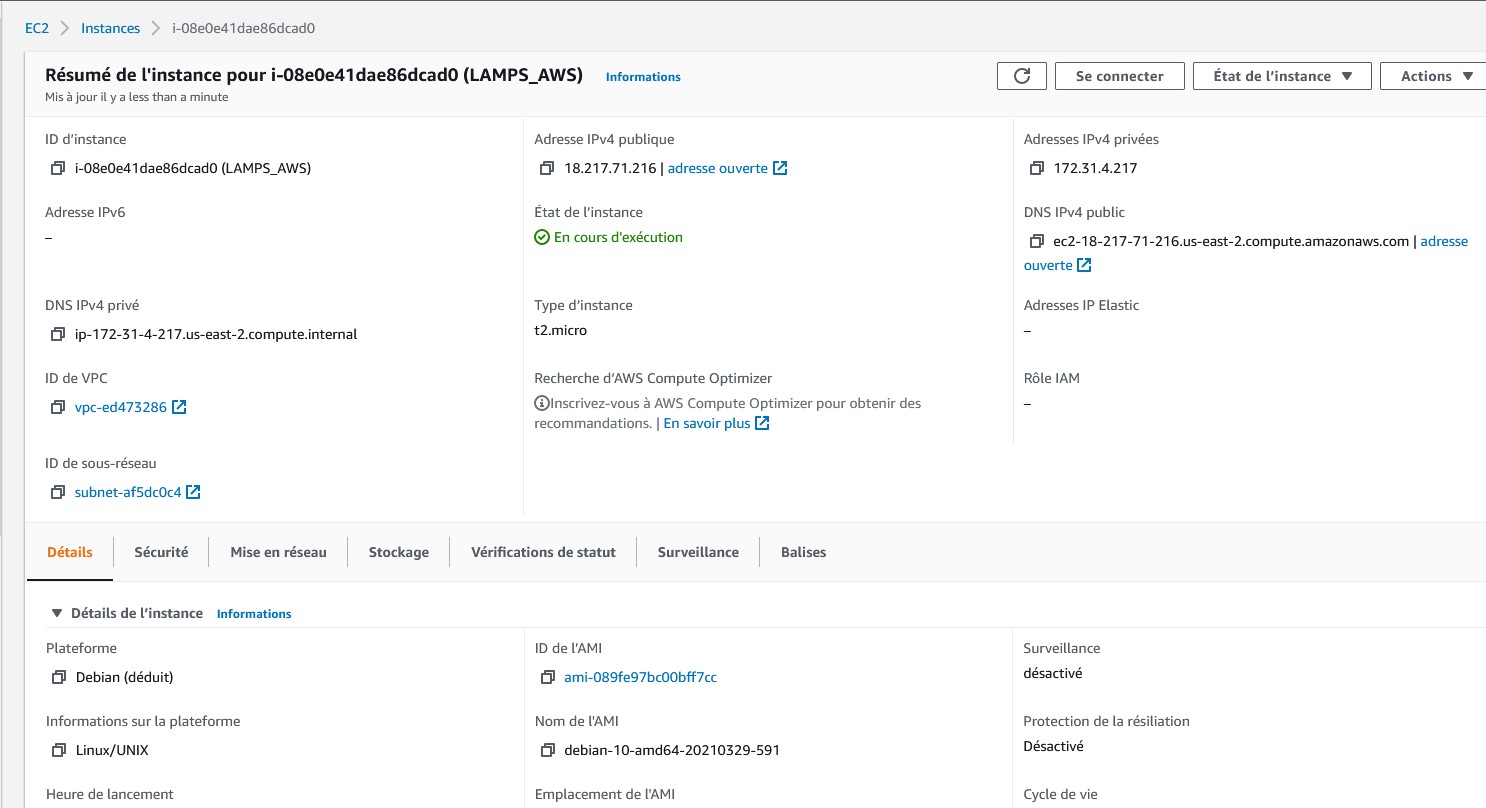 EC2 > Instances > i-08e0e41dae86dcad0
Résumé de l'instance pour i-08e0e41dae86dcad0 (LAMPS_AWS) Informations
Mis à jour il y a less than a minute
Se connecter
État de l'instance ▼
Actions ▼
ID d'instance
i-08e0e41dae86dcad0 (LAMPS_AWS)
Adresse IPv4 publique
18.217.71.216 | adresse ouverte
Adresses IPv4 privées
172.31.4.217
Adresse IPv6
–
État de l'instance
En cours d'exécution
DNS IPv4 public
ec2-18-217-71-216.us-east-2.compute.amazonaws.com | adresse
ouverte
DNS IPv4 privé
ip-172-31-4-217.us-east-2.compute.internal
Type d'instance
t2.micro
Adresses IP Elastic
–
ID de VPC
vpc-ed473286
Recherche d'AWS Compute Optimizer
Inscrivez-vous à AWS Compute Optimizer pour obtenir des
recommandations. | En savoir plus
Rôle IAM
–
ID de sous-réseau
subnet-af5dc0c4
Détails
Sécurité
Mise en réseau
Stockage
Vérifications de statut
Surveillance
Balises
▼ Détails de l'instance Informations
Plateforme
Debian (déduit)
ID de l'AMI
ami-089fe97bc00bff7cc
Surveillance
désactivé
Informations sur la plateforme
Linux/UNIX
Nom de l'AMI
debian-10-amd64-20210329-591
Protection de la résiliation
Désactivé
Heure de lancement
Emplacement de l'AMI
Cycle de vie